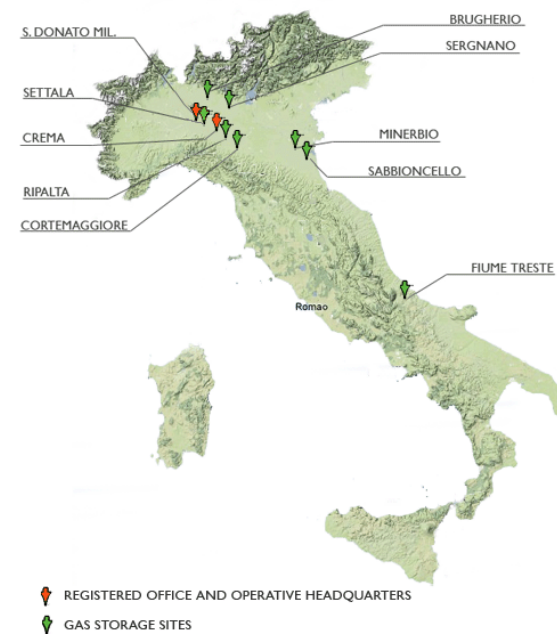 BRUGHERIO
S. DONATO MIL.
SERGNANO
SETTALA
CREMA
MINERBIO
SABBIONCELLO
RIPALTA
CORTEMAGGIORE
FIUME TRESTE
Romao
REGISTERED OFFICE AND OPERATIVE HEADQUARTERS
GAS STORAGE SITES